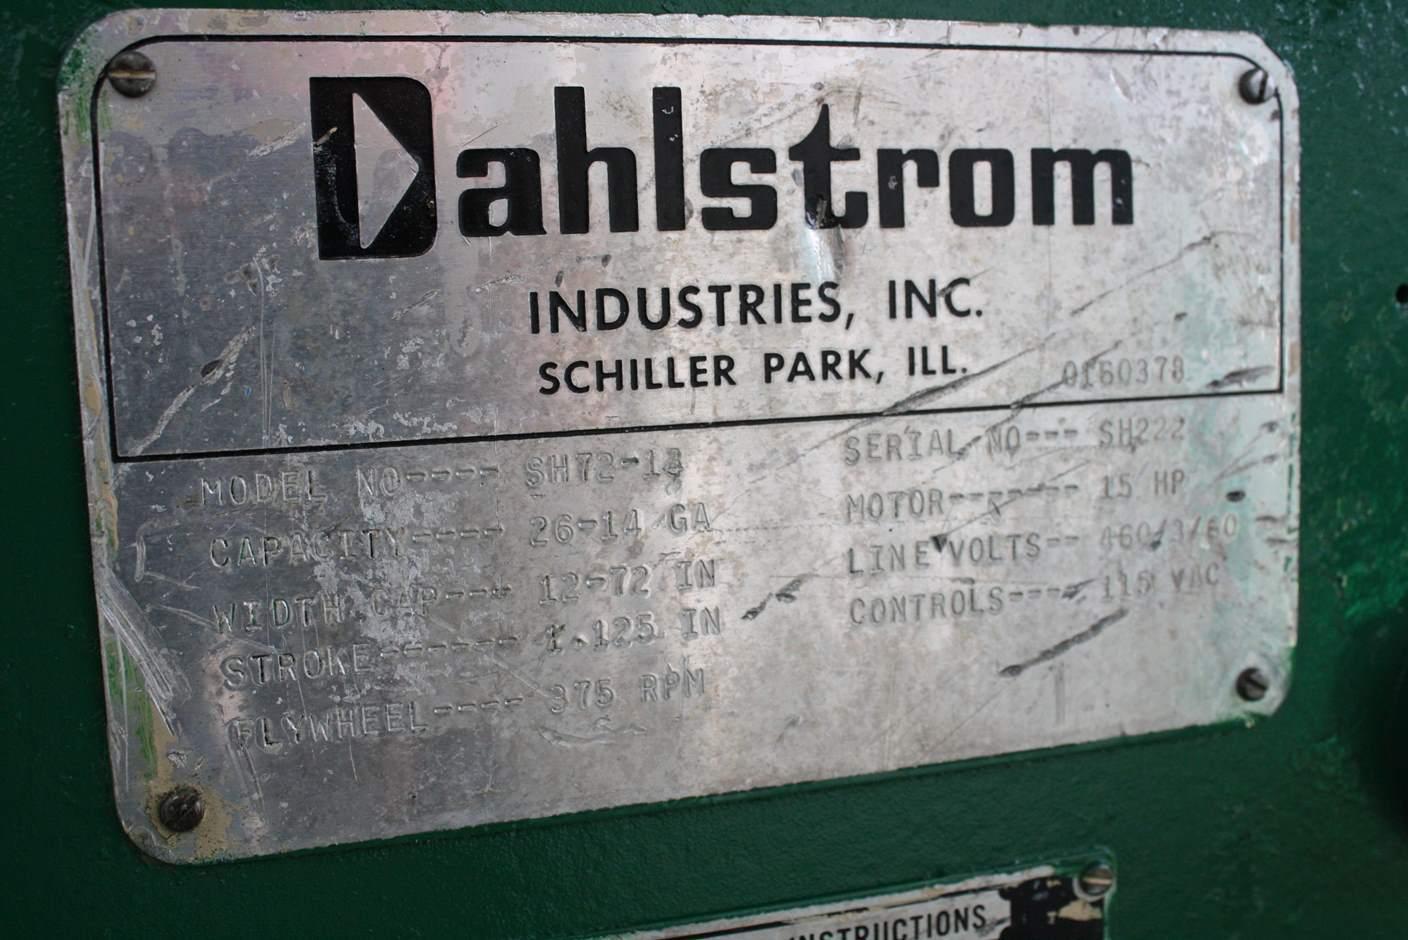 Dahlstrom
INDUSTRIES, INC.
SCHILLER PARK, ILL.
0160378
MODEL NO---- SH72-14
CAPACITY---- 26-14 GA
WIDTH CAP--- 12-72 IN
STROKE------ 1.125 IN
FLYWHEEL---- 375 RPM
SERIAL NO--- SH222
MOTOR------- 15 HP
LINE VOLTS-- 460/3/60
CONTROLS---- 115 VAC
INSTRUCTIONS